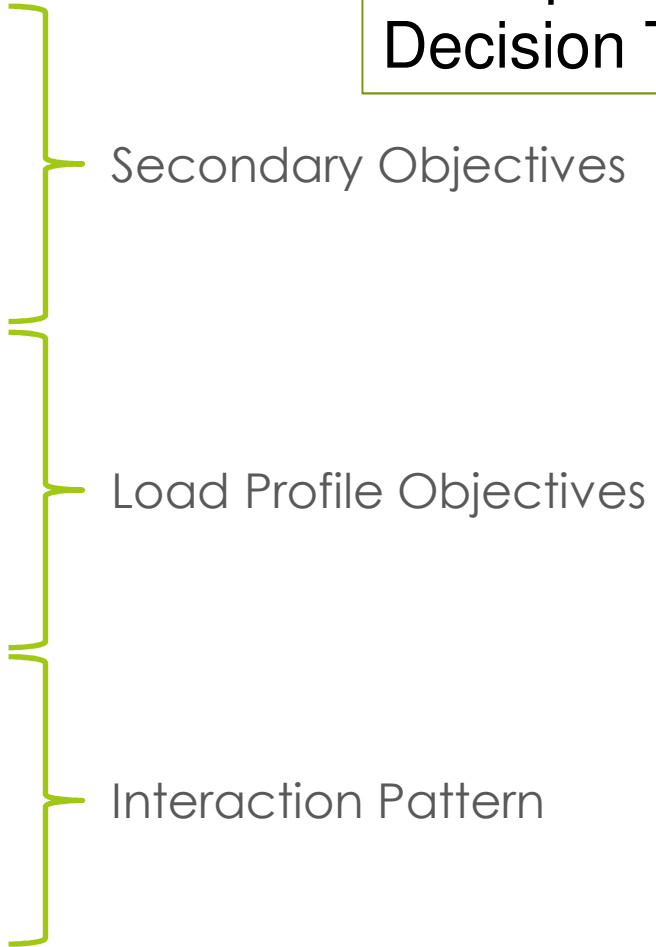 Decision
Secondary Objectives
Load Profile Objectives
Interaction Pattern